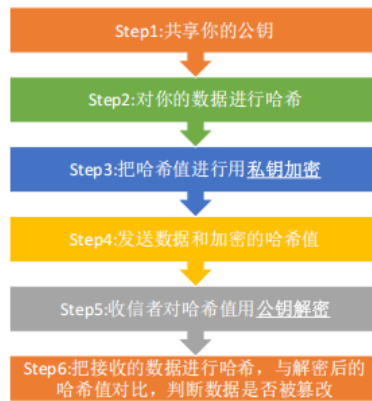 Step1:共享你的公钥
Step2:对你的数据进行哈希
Step3:把哈希值进行用私钥加密
Step4:发送数据和加密的哈希值
Step5:收信者对哈希值用公钥解密
Step6:把接收的数据进行哈希，与解密后的
哈希值对比，判断数据是否被篡改